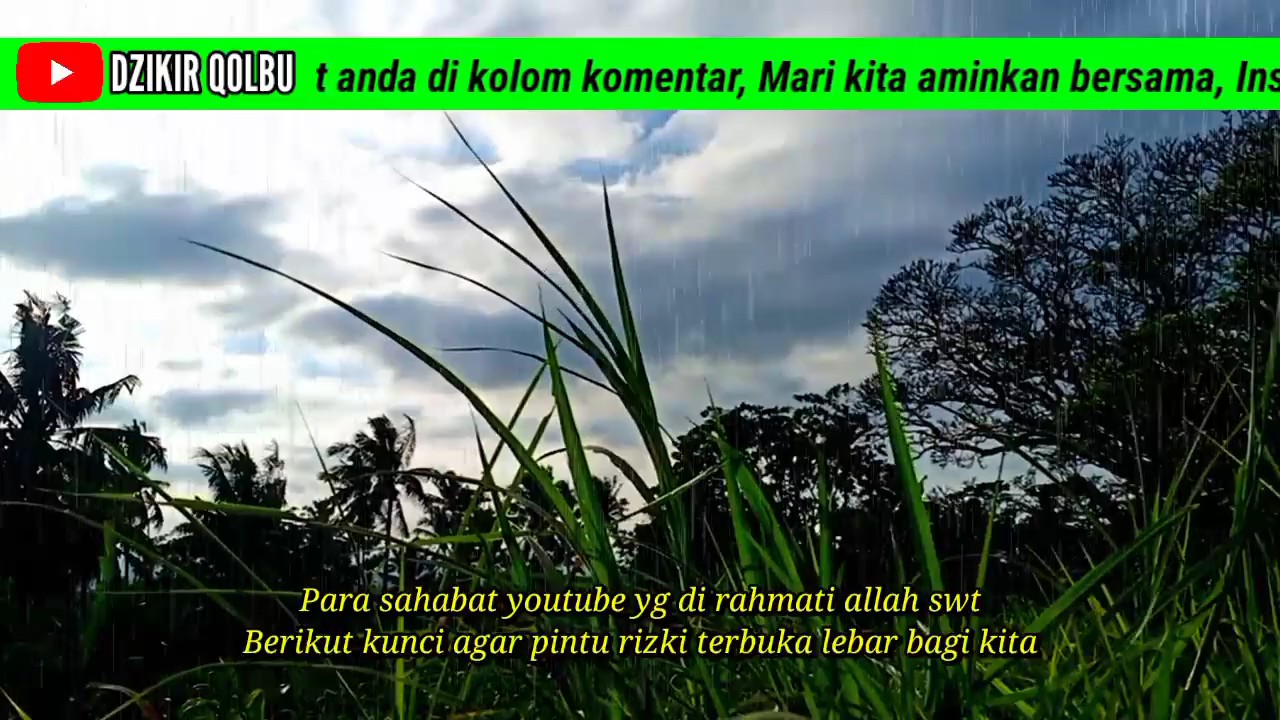 DZIKIR QOLBU
t anda di kolom komentar, Mari kita aminkan bersama, Ins
Para sahabat youtube yg di rahmati allah swt
Berikut kunci agar pintu rizki terbuka lebar bagi kita